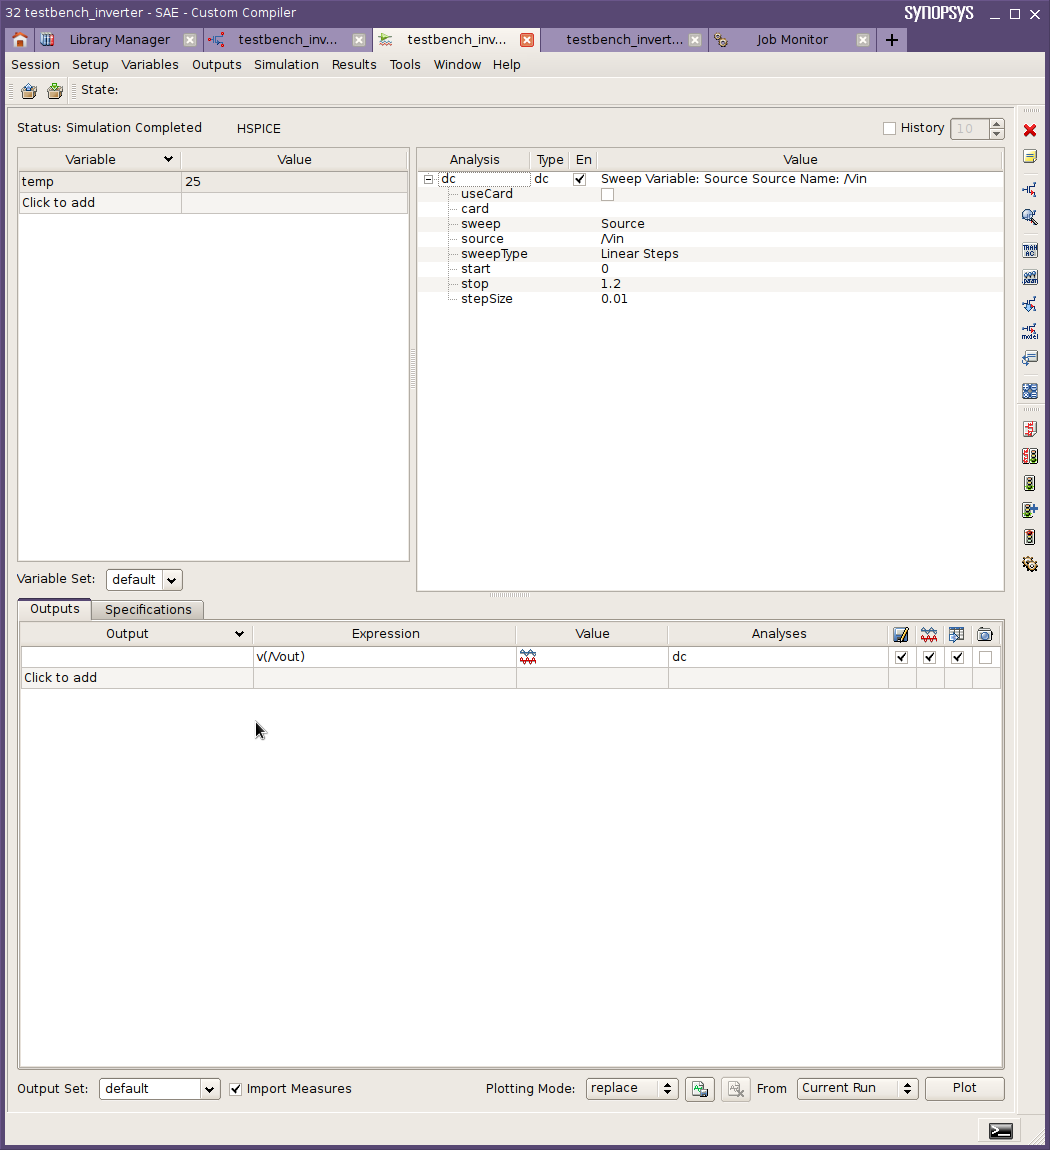 32 testbench_inverter - SAE - Custom Compiler
SYNOPSYS
Library Manager testbench_inv... testbench_inv... testbench_invert... Job Monitor
Session Setup Variables Outputs Simulation Results Tools Window Help
State:
Status: Simulation Completed HSPICE History 10
Variable Value
temp 25
Click to add
Analysis Type En Value
dc dc Sweep Variable: Source Source Name: /Vin
useCard
card
sweep Source
source /Vin
sweepType Linear Steps
start 0
stop 1.2
stepSize 0.01
TRAN
AC
param
model
Variable Set: default
Outputs Specifications
Output Expression Value Analyses
v(/Vout) dc
Click to add
Output Set: default Import Measures Plotting Mode: replace From Current Run Plot